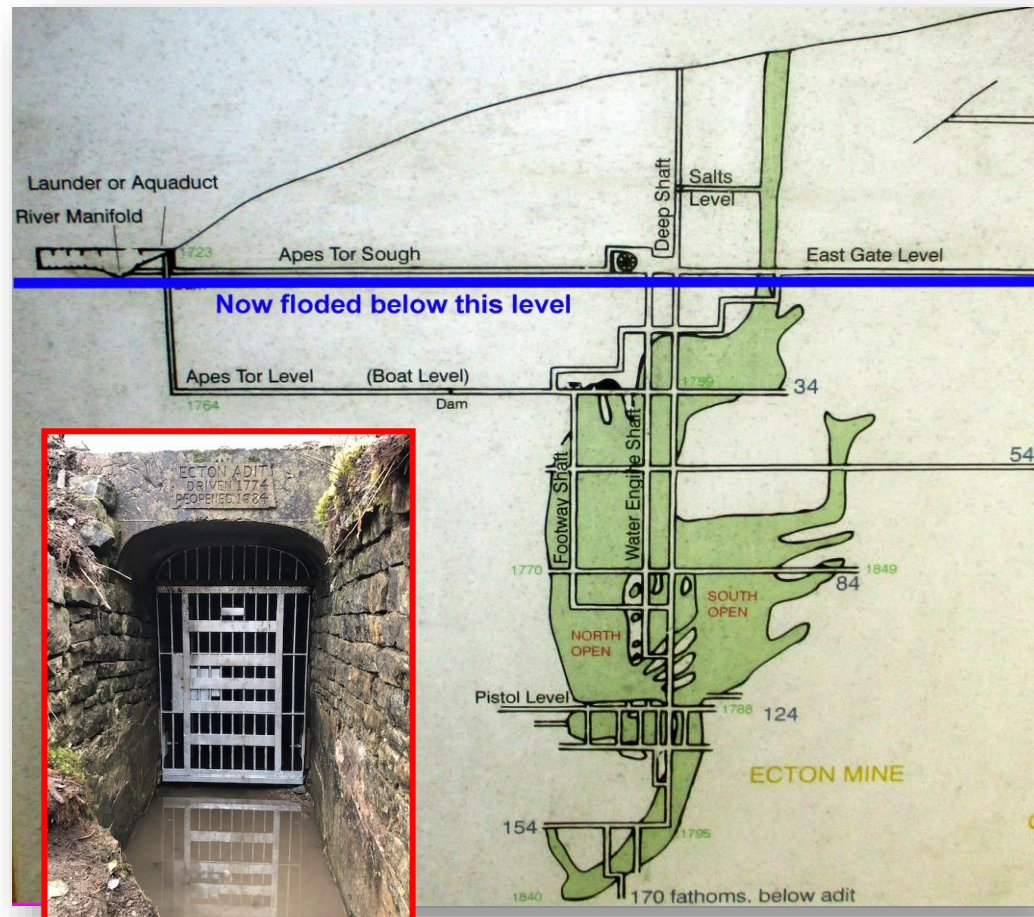 Launder or Aquaduct
River Manifold
1723
Apes Tor Sough
Deep Shaft
Salts
Level
East Gate Level
Now floded below this level
Apes Tor Level (Boat Level)
1764
Dam
1759
34
54
Footway Shaft
Water Engine Shaft
1770
1849
84
NORTH
OPEN
SOUTH
OPEN
Pistol Level
1788
124
ECTON MINE
154
1795
1840
170 fathoms. below adit
ECTON ADIT
DRIVEN 1774
REOPENED 1984